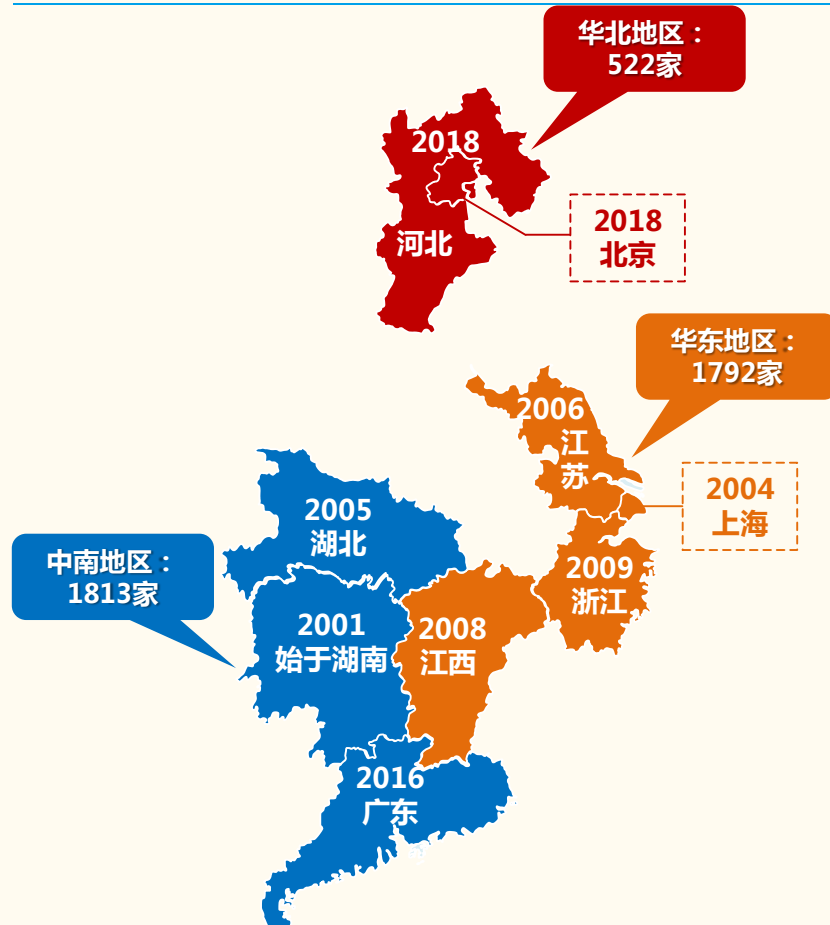 华北地区：
522家
2018
河北
2018
北京
华东地区：
1792家
2006
江
苏
2004
上海
2005
湖北
中南地区：
1813家
2009
浙江
2001
始于湖南
2008
江西
2016
广东